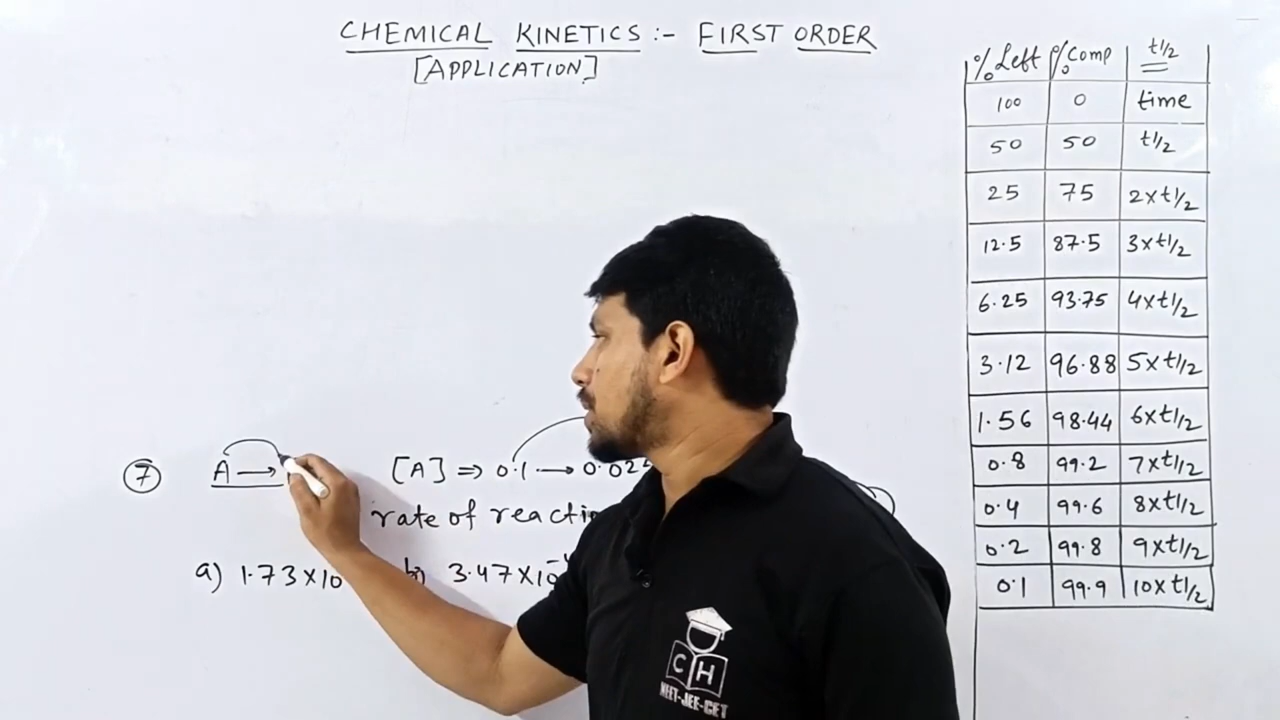 CHEMICAL KINETICS :- FIRST ORDER
[APPLICATION]
⑦ A → [A] ⇒ 0.1 → 0.025
rate of reaction
a) 1.73×10 b) 3.47×10⁻⁴
% Left % Comp t1/2
100 0 time
50 50 t1/2
25 75 2×t1/2
12.5 87.5 3×t1/2
6.25 93.75 4×t1/2
3.12 96.88 5×t1/2
1.56 98.44 6×t1/2
0.8 99.2 7×t1/2
0.4 99.6 8×t1/2
0.2 99.8 9×t1/2
0.1 99.9 10×t1/2
CH
NEET-JEE-CET